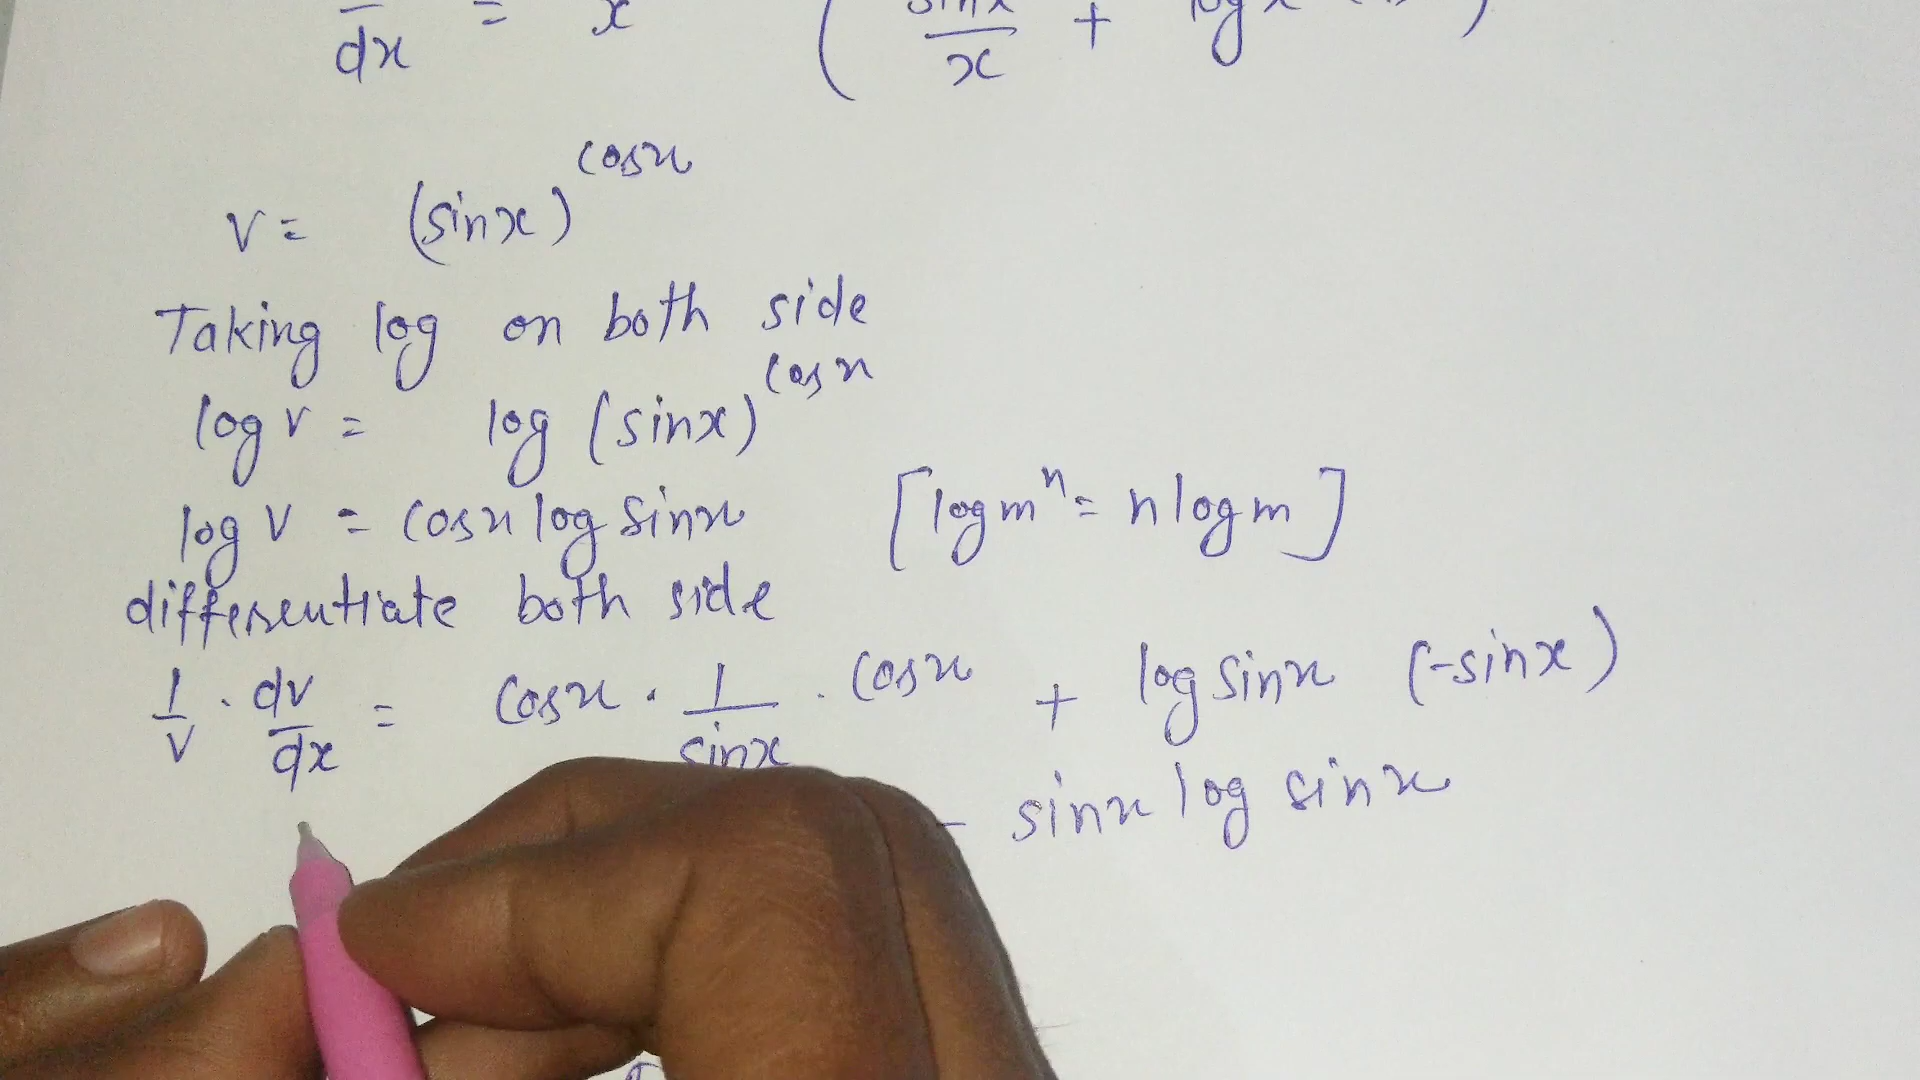 dx = x ( sinx/x + logx
v = (sinx)^cosx
Taking log on both side
log v = log (sinx)^cosx
log v = cosx log sinx [log m^n = n log m]
differentiate both side
1/v · dv/dx = cosx · 1/sinx · cosx + log sinx (-sinx)
- sinx log sinx